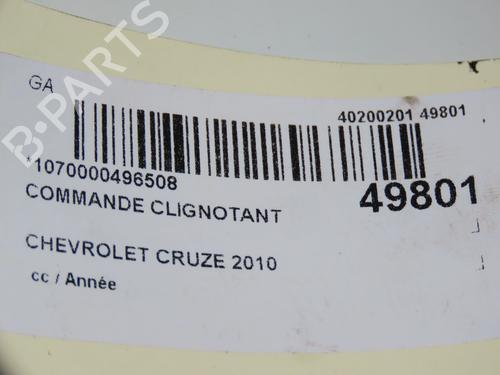 GA
40200201 49801
1070000496508
49801
COMMANDE CLIGNOTANT
CHEVROLET CRUZE 2010
cc / Année
B-PARTS